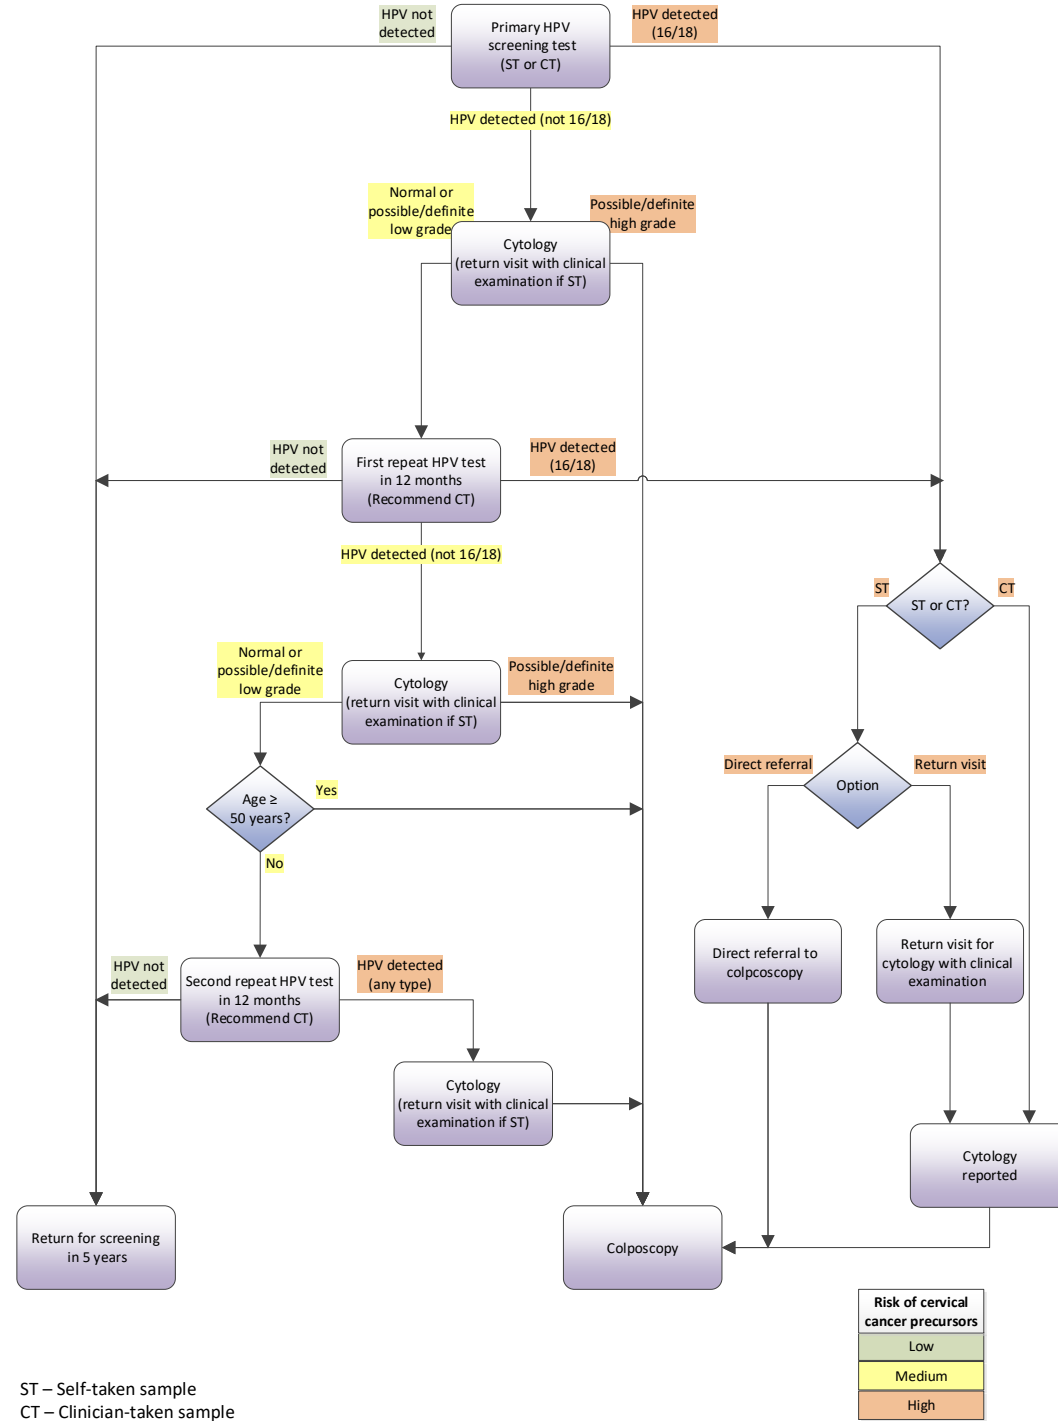 HPV not
detected
Primary HPV
screening test
(ST or CT)
HPV detected
(16/18)
HPV detected (not 16/18)
Normal or
possible/definite
low grade
Possible/definite
high grade
Cytology
(return visit with clinical
examination if ST)
HPV not
detected
First repeat HPV test
in 12 months
(Recommend CT)
HPV detected
(16/18)
HPV detected (not 16/18)
ST
ST or CT?
CT
Normal or
possible/definite
low grade
Cytology
(return visit with clinical
examination if ST)
Possible/definite
high grade
Direct referral
Option
Return visit
Age ≥
50 years?
Yes
No
Direct referral to
colpcoscopy
Return visit for
cytology with clinical
examination
HPV not
detected
Second repeat HPV test
in 12 months
(Recommend CT)
HPV detected
(any type)
Cytology
(return visit with clinical
examination if ST)
Cytology
reported
Return for screening
in 5 years
Colposcopy
Risk of cervical
cancer precursors
Low
Medium
High
ST – Self-taken sample
CT – Clinician-taken sample